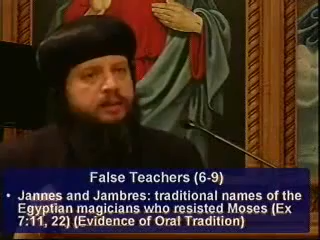 False Teachers (6-9)
• Jannes and Jambres: traditional names of the
Egyptian magicians who resisted Moses (Ex
7:11, 22) (Evidence of Oral Tradition)